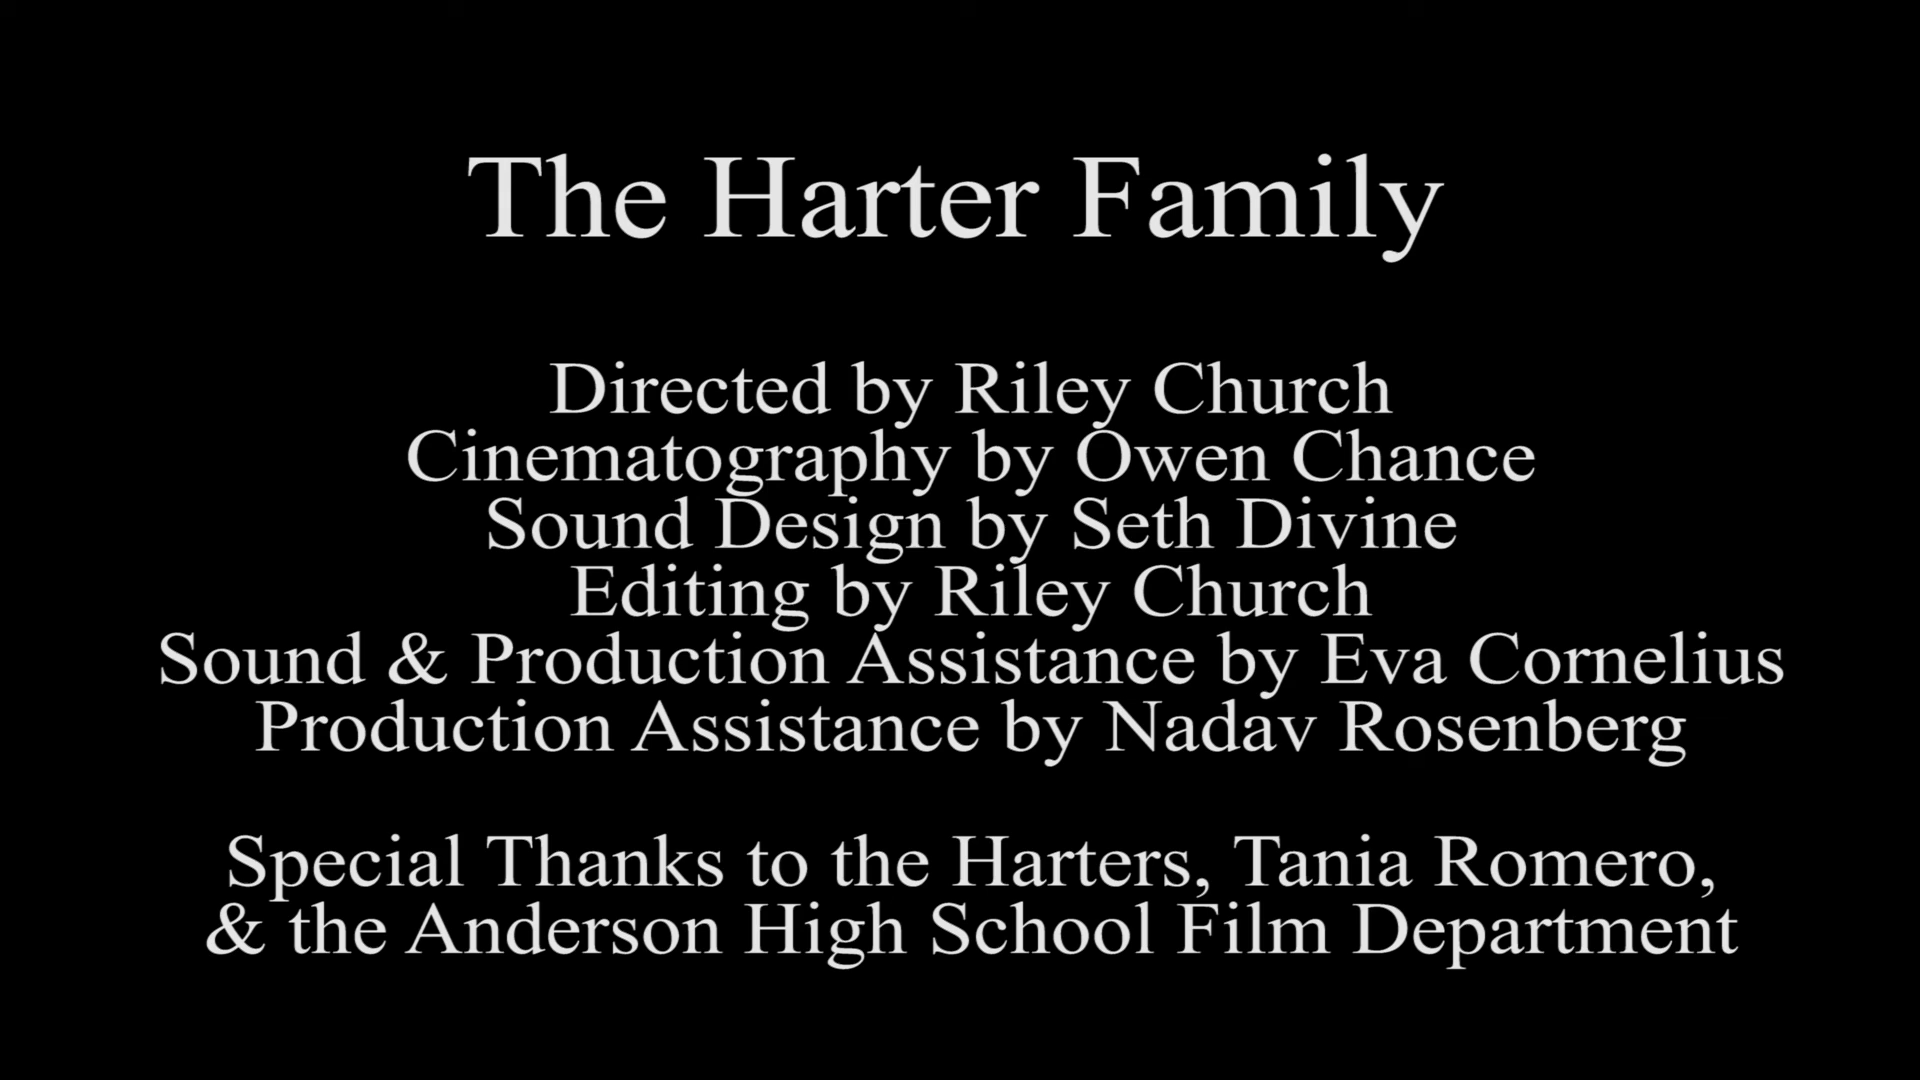 The Harter Family
Directed by Riley Church
Cinematography by Owen Chance
Sound Design by Seth Divine
Editing by Riley Church
Sound & Production Assistance by Eva Cornelius
Production Assistance by Nadav Rosenberg
Special Thanks to the Harters, Tania Romero,
& the Anderson High School Film Department